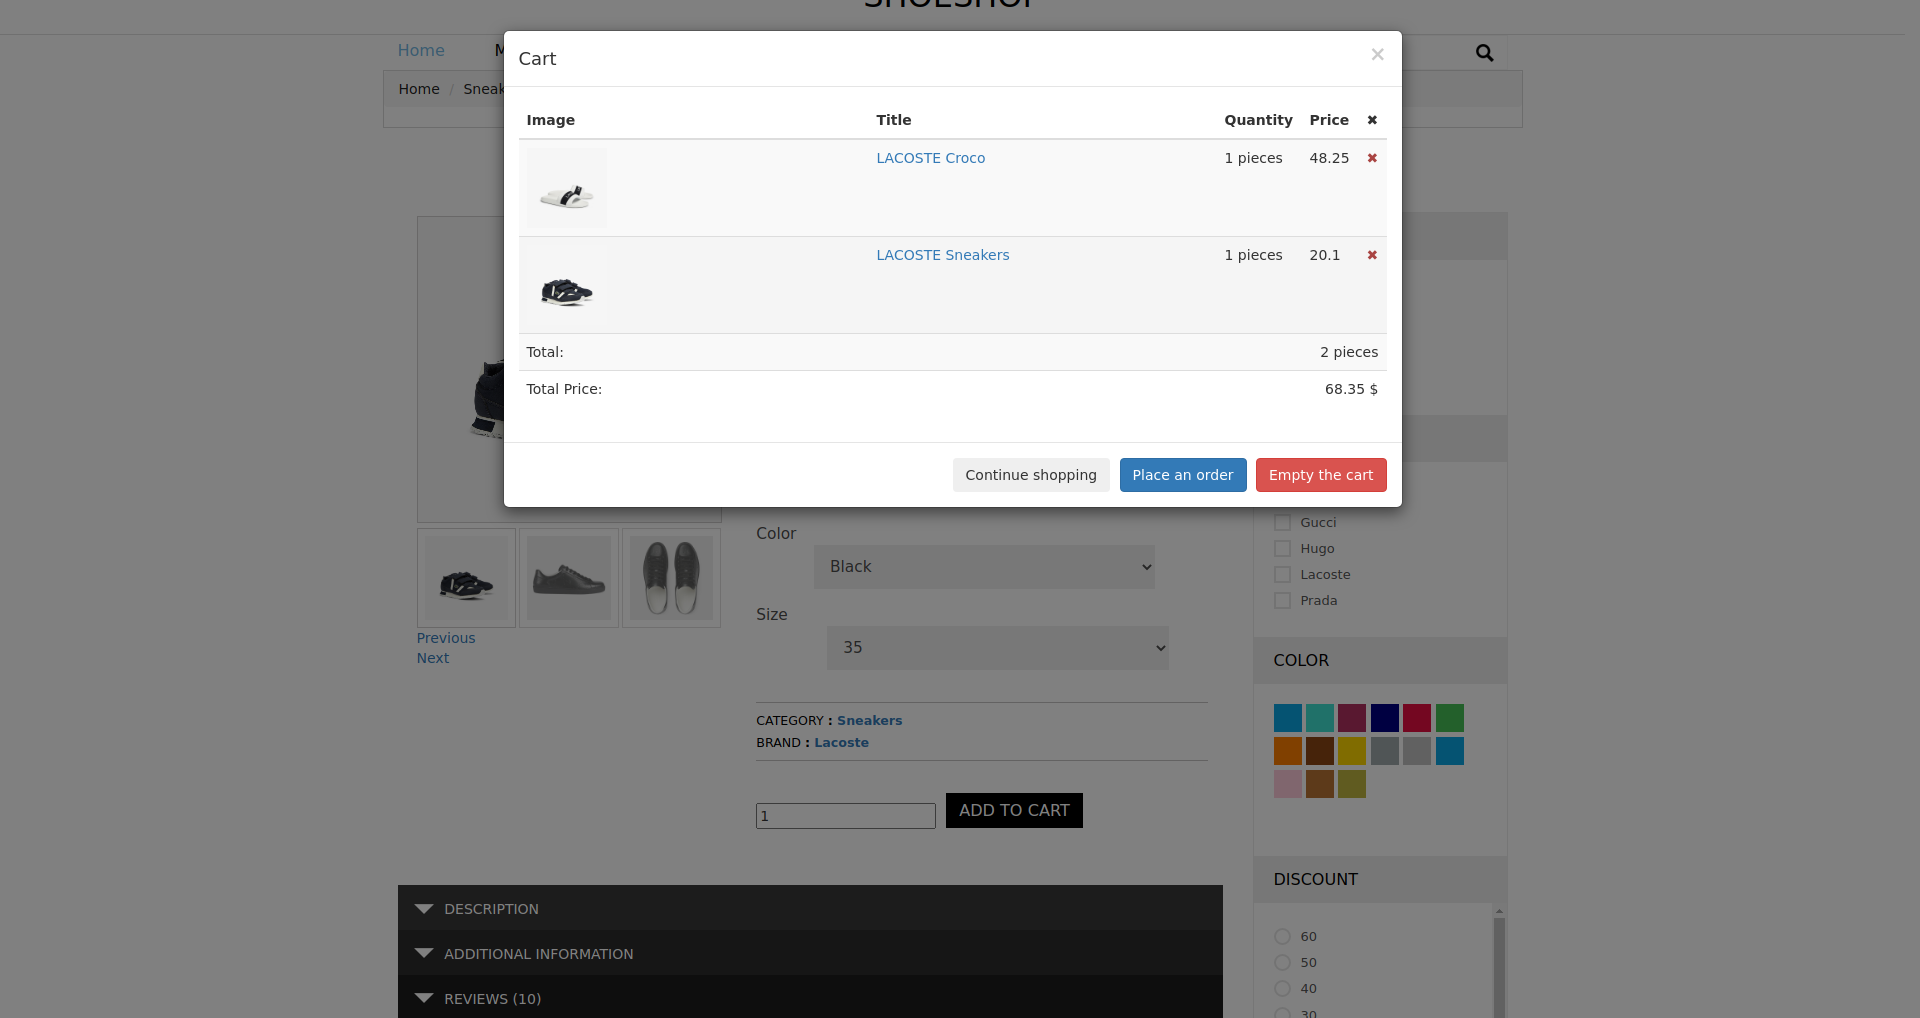 SHOESHOP
Home
Home / Sneak
Cart ×
Image Title Quantity Price ✖
LACOSTE Croco 1 pieces 48.25 ✖
LACOSTE Sneakers 1 pieces 20.1 ✖
Total: 2 pieces
Total Price: 68.35 $
Continue shopping Place an order Empty the cart
Color
Black
Size
35
Previous
Next
CATEGORY : Sneakers
BRAND : Lacoste
1 ADD TO CART
DESCRIPTION
ADDITIONAL INFORMATION
REVIEWS (10)
Gucci
Hugo
Lacoste
Prada
COLOR
DISCOUNT
60
50
40
30